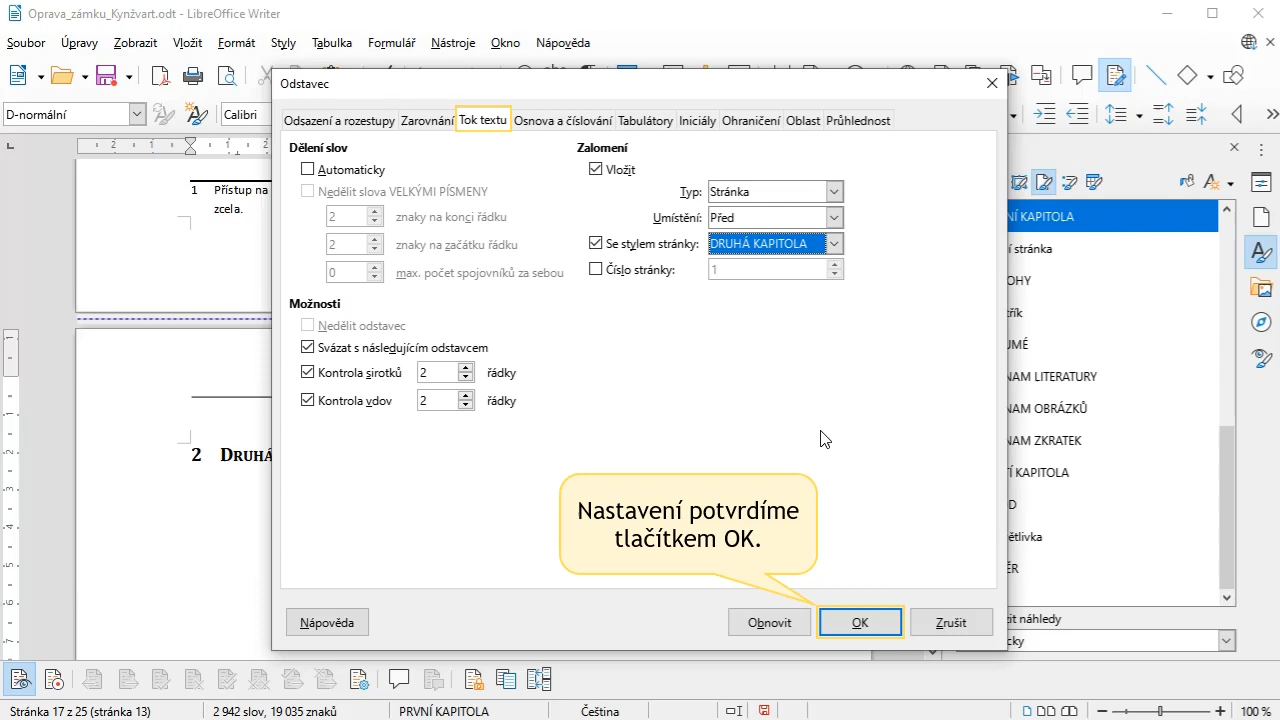 Oprava_zámku_Kynžvart.odt - LibreOffice Writer
Soubor Úpravy Zobrazit Vložit Formát Styly Tabulka Formulář Nástroje Okno Nápověda
D-normální
Calibri
Odstavec
Odsazení a rozestupy Zarovnání Tok textu Osnova a číslování Tabulátory Iniciály Ohraničení Oblast Průhlednost
Dělení slov
Automaticky
Nedělit slova VELKÝMI PÍSMENY
2 znaky na konci řádku
2 znaky na začátku řádku
0 max. počet spojovníků za sebou
Možnosti
Nedělit odstavec
Svázat s následujícím odstavcem
Kontrola sirotků 2 řádky
Kontrola vdov 2 řádky
Zalomení
Vložit
Typ: Stránka
Umístění: Před
Se stylem stránky: DRUHÁ KAPITOLA
Číslo stránky: 1
Nastavení potvrdíme
tlačítkem OK.
Nápověda Obnovit OK Zrušit
1 Přístup na
zcela.
2 DRUHÁ
NÍ KAPITOLA
í stránka
OHY
třík
UMÉ
NAM LITERATURY
NAM OBRÁZKŮ
NAM ZKRATEK
TÍ KAPITOLA
D
ětlivka
ĚR
zit náhledy
cky
Stránka 17 z 25 (stránka 13) 2 942 slov, 19 035 znaků PRVNÍ KAPITOLA Čeština 100 %